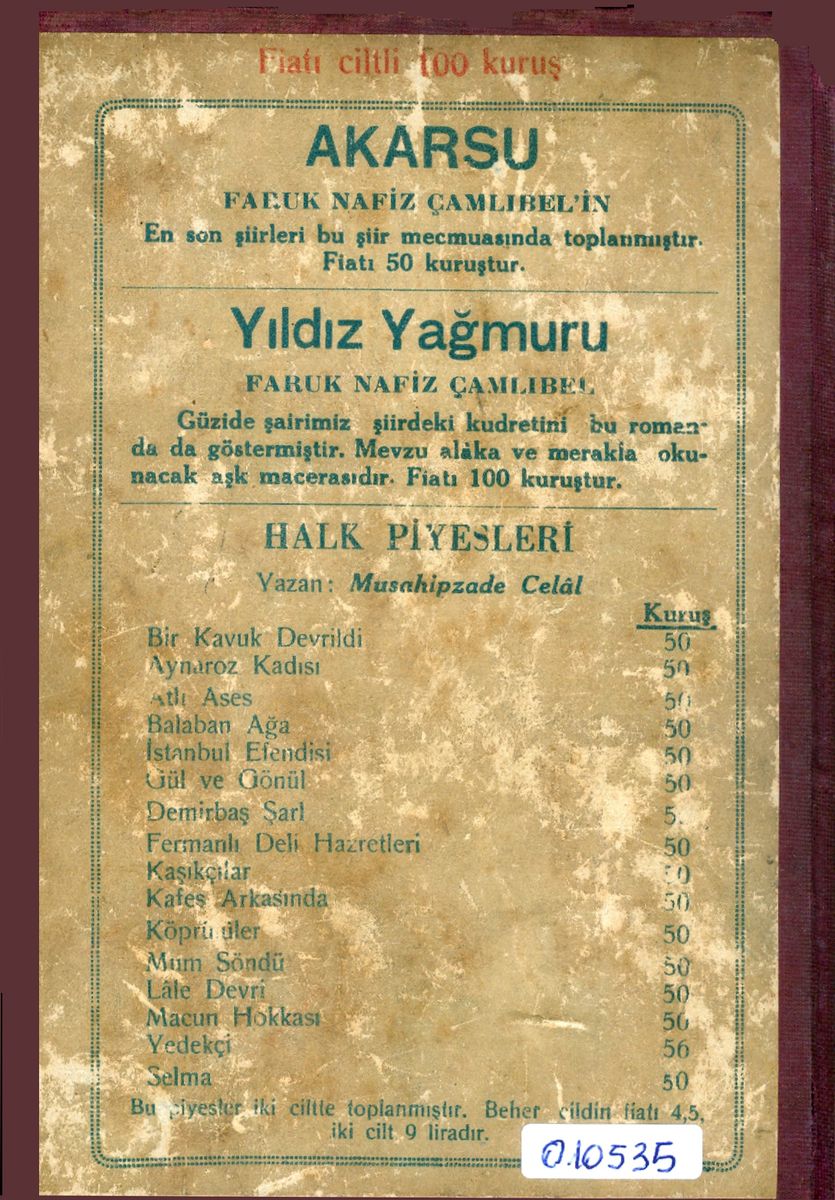 Fiatı ciltli 100 kuruş
AKARSU
FARUK NAFİZ ÇAMLIBEL'İN
En son şiirleri bu şiir mecmuasında toplanmıştır.
Fiatı 50 kuruştur.
Yıldız Yağmuru
FARUK NAFİZ ÇAMLIBEL
Güzide şairimiz şiirdeki kudretini bu roman-
da da göstermiştir. Mevzu alâka ve merakla oku-
nacak aşk macerasıdır. Fiatı 100 kuruştur.
HALK PİYESLERİ
Yazan: Musahipzade Celâl
Kuruş
Bir Kavuk Devrildi 50
Aynaroz Kadısı 50
Atlı Ases 50
Balaban Ağa 50
İstanbul Efendisi 50
Gül ve Gönül 50
Demirbaş Şarl
Fermanlı Deli Hazretleri 50
Kaşıkçılar
Kafes Arkasında 50
Köprülüler 50
Mum Söndü 50
Lâle Devri 50
Macun Hokkası 50
Yedekçi 56
Selma 50
Bu piyesler iki ciltte toplanmıştır. Beher cildin fiatı 4,5,
iki cilt 9 liradır.
0.10535